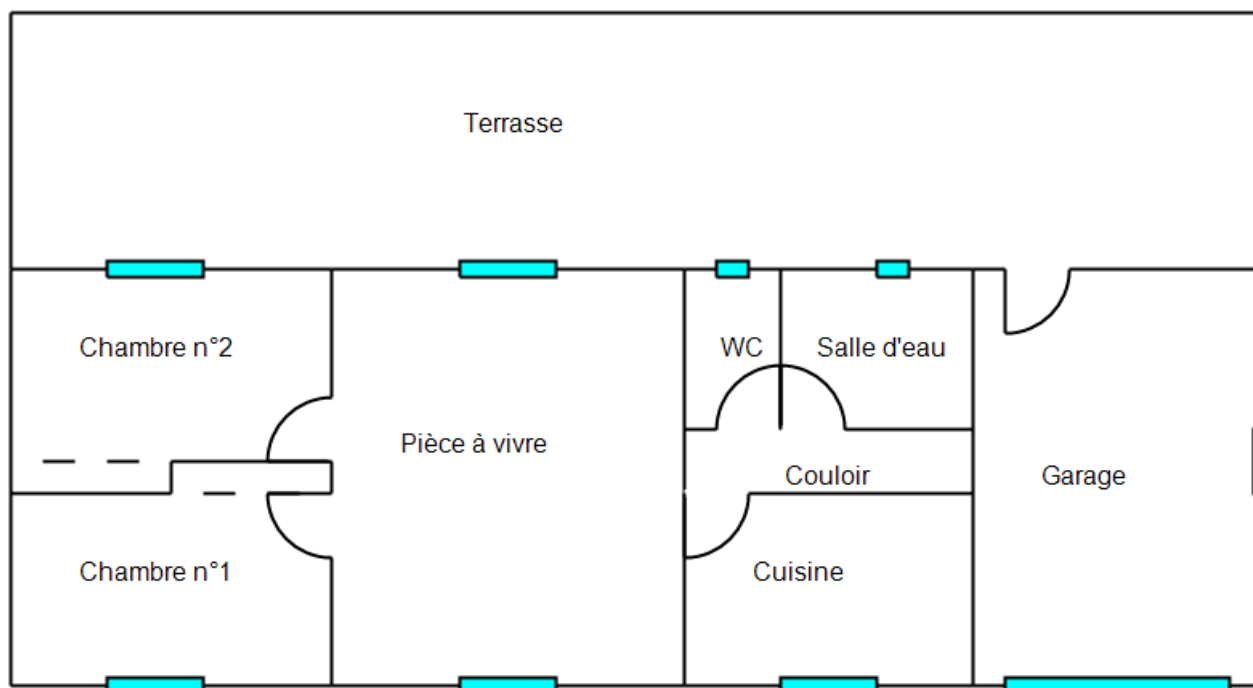 Terrasse
Chambre n°2
WC
Salle d'eau
Pièce à vivre
Couloir
Garage
Chambre n°1
Cuisine